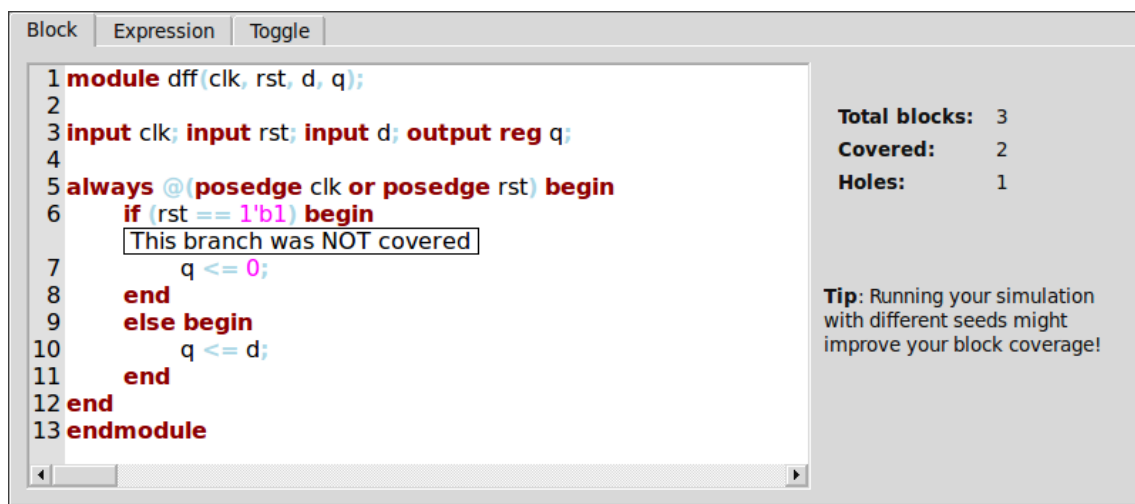 Block Expression Toggle
1 module dff(clk, rst, d, q);
2
3 input clk; input rst; input d; output reg q;
4
5 always @(posedge clk or posedge rst) begin
6 if (rst == 1'b1) begin
This branch was NOT covered
7 q <= 0;
8 end
9 else begin
10 q <= d;
11 end
12 end
13 endmodule
Total blocks: 3
Covered: 2
Holes: 1
Tip: Running your simulation
with different seeds might
improve your block coverage!